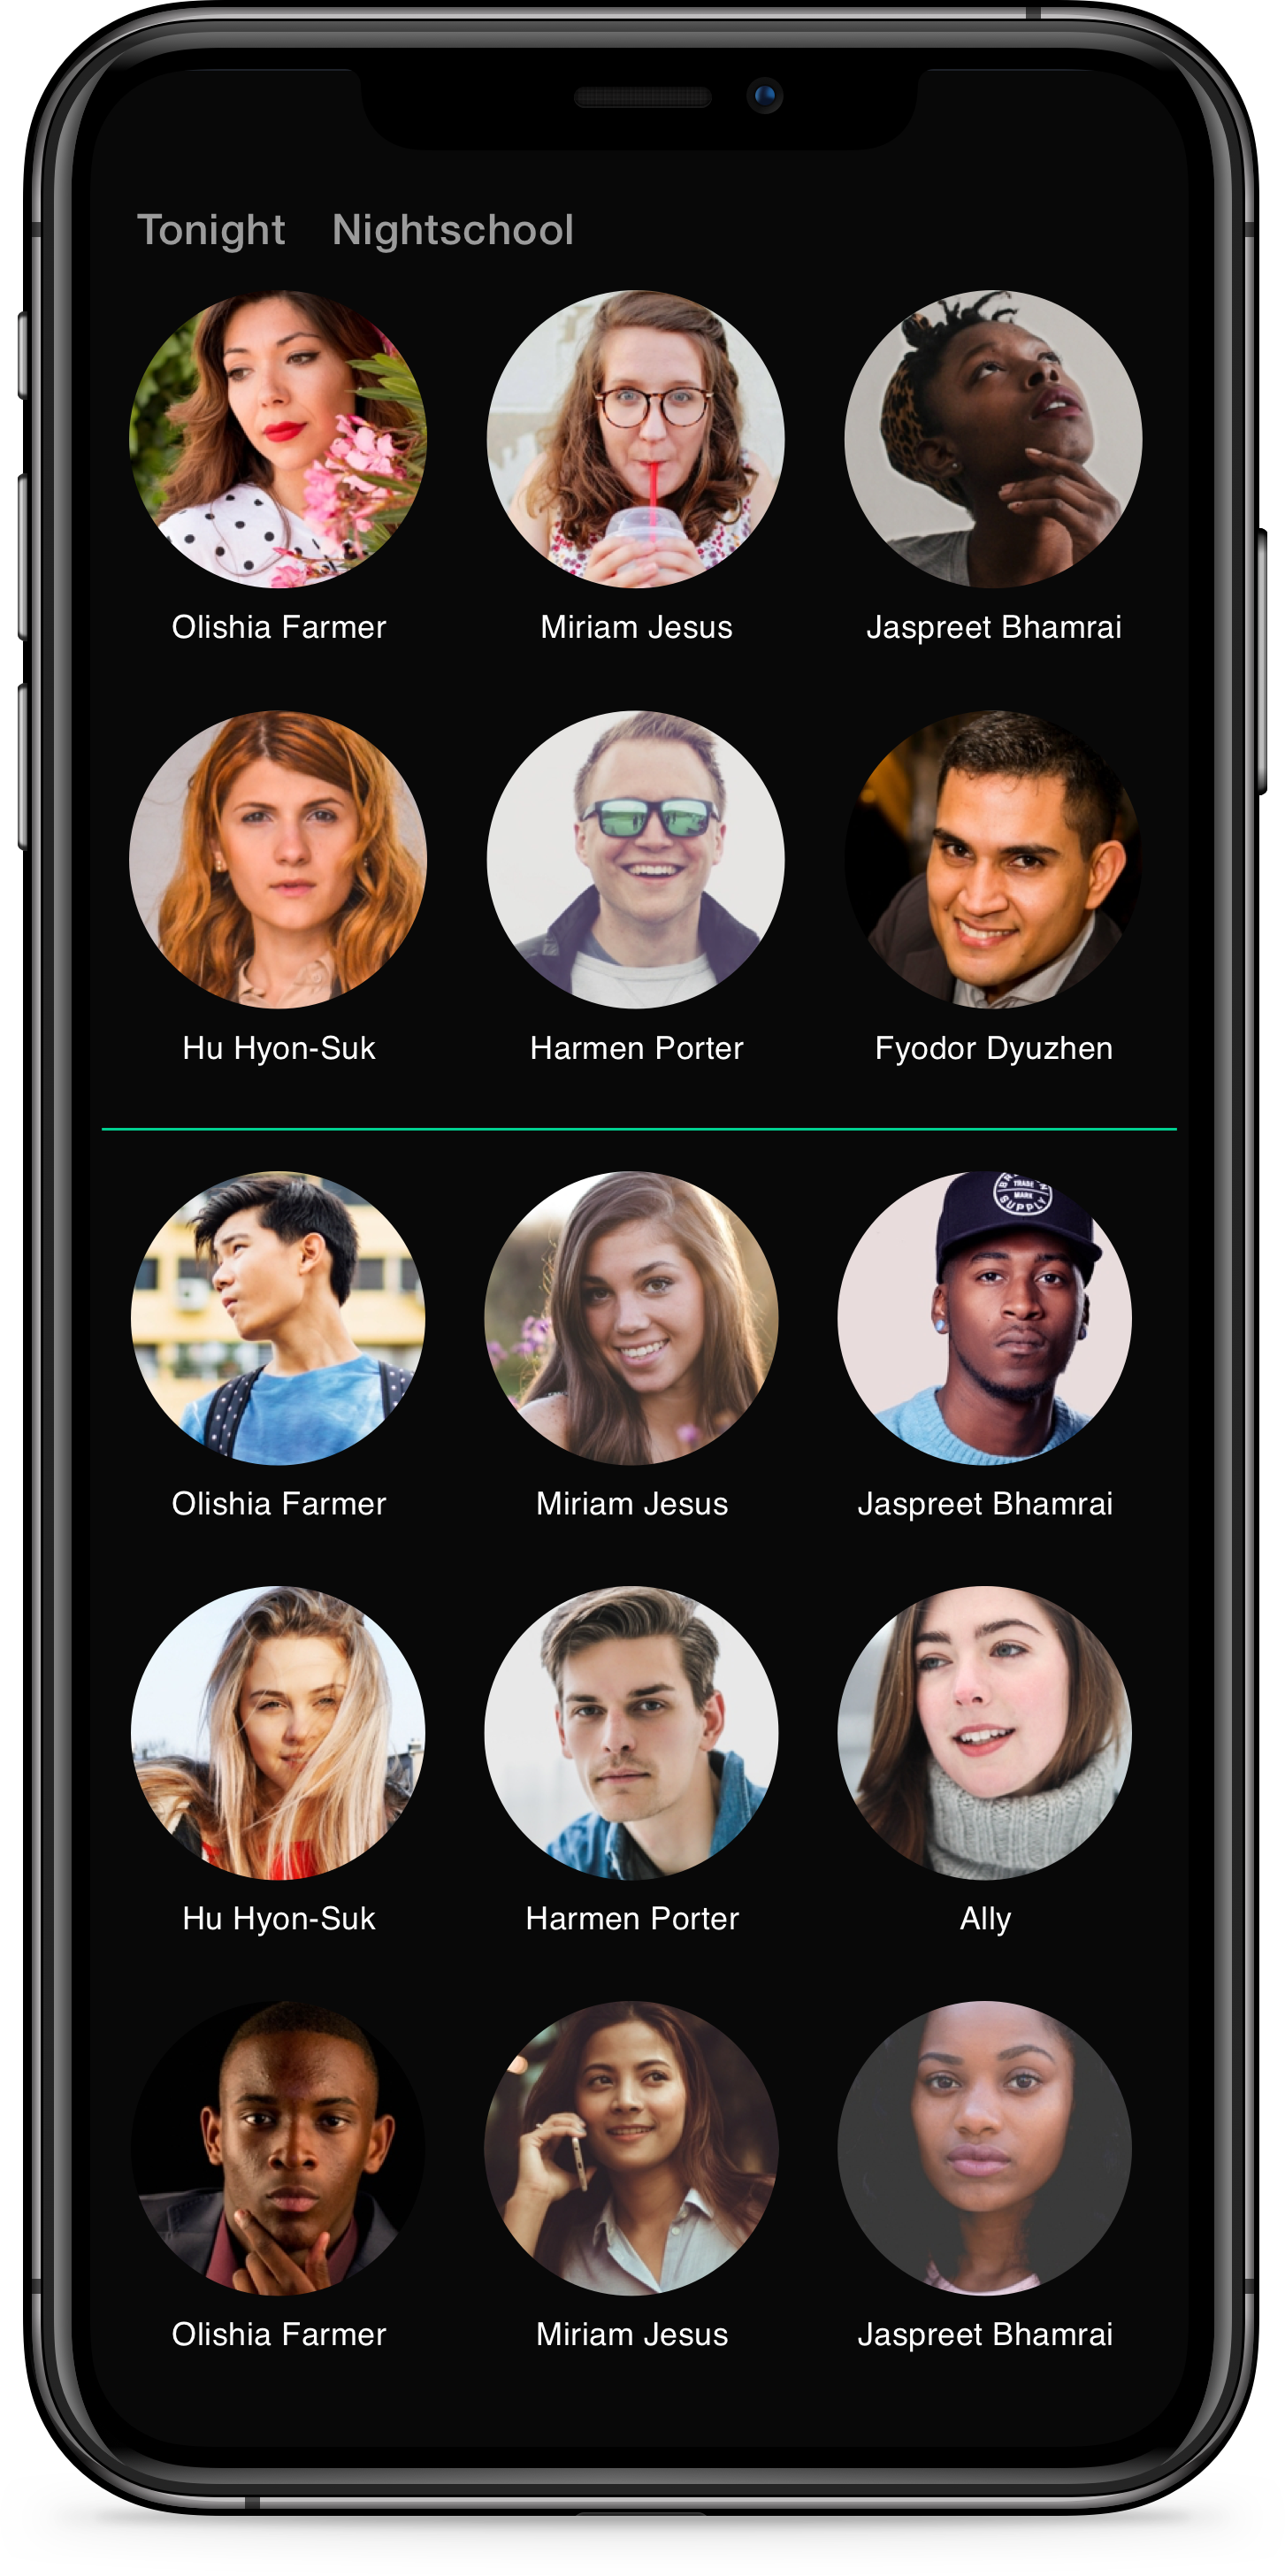 Tonight Nightschool
Olishia Farmer Miriam Jesus Jaspreet Bhamrai
Hu Hyon-Suk Harmen Porter Fyodor Dyuzhen
TRADE
MARK
SUPPLY
Olishia Farmer Miriam Jesus Jaspreet Bhamrai
Hu Hyon-Suk Harmen Porter Ally
Olishia Farmer Miriam Jesus Jaspreet Bhamrai